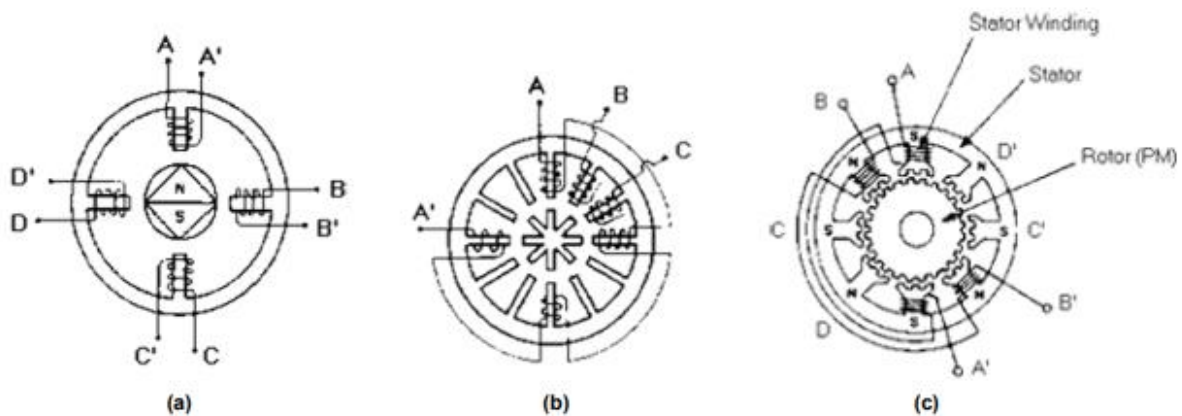 A
A'
D'
D
N
S
B
B'
C'
C
(a)
A
B
C
A'
(b)
Stator Winding
Stator
Rotor (PM)
A
B
S
N
D'
N
C
S
S
C'
N
N
S
D
B'
A'
(c)